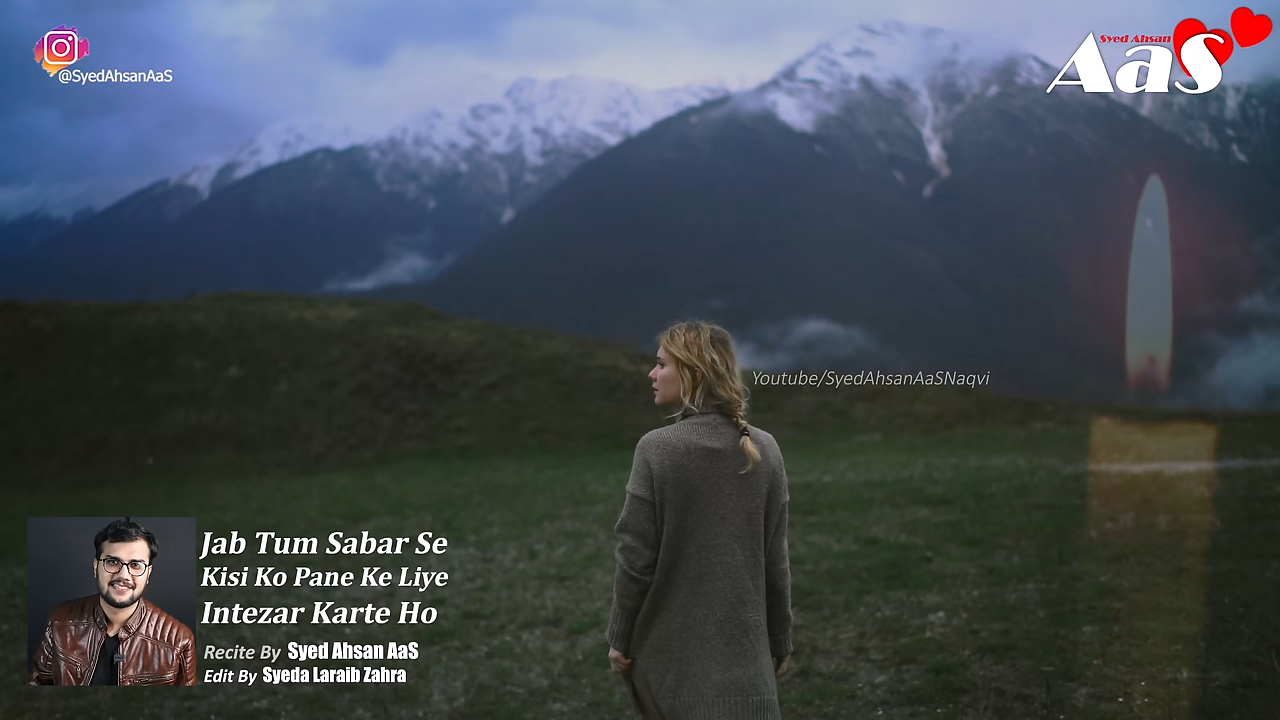 @SyedAhsanAaS
Syed Ahsan
AaS
Youtube/SyedAhsanAaSNaqvi
Jab Tum Sabar Se
Kisi Ko Pane Ke Liye
Intezar Karte Ho
Recite By Syed Ahsan AaS
Edit By Syeda Laraib Zahra